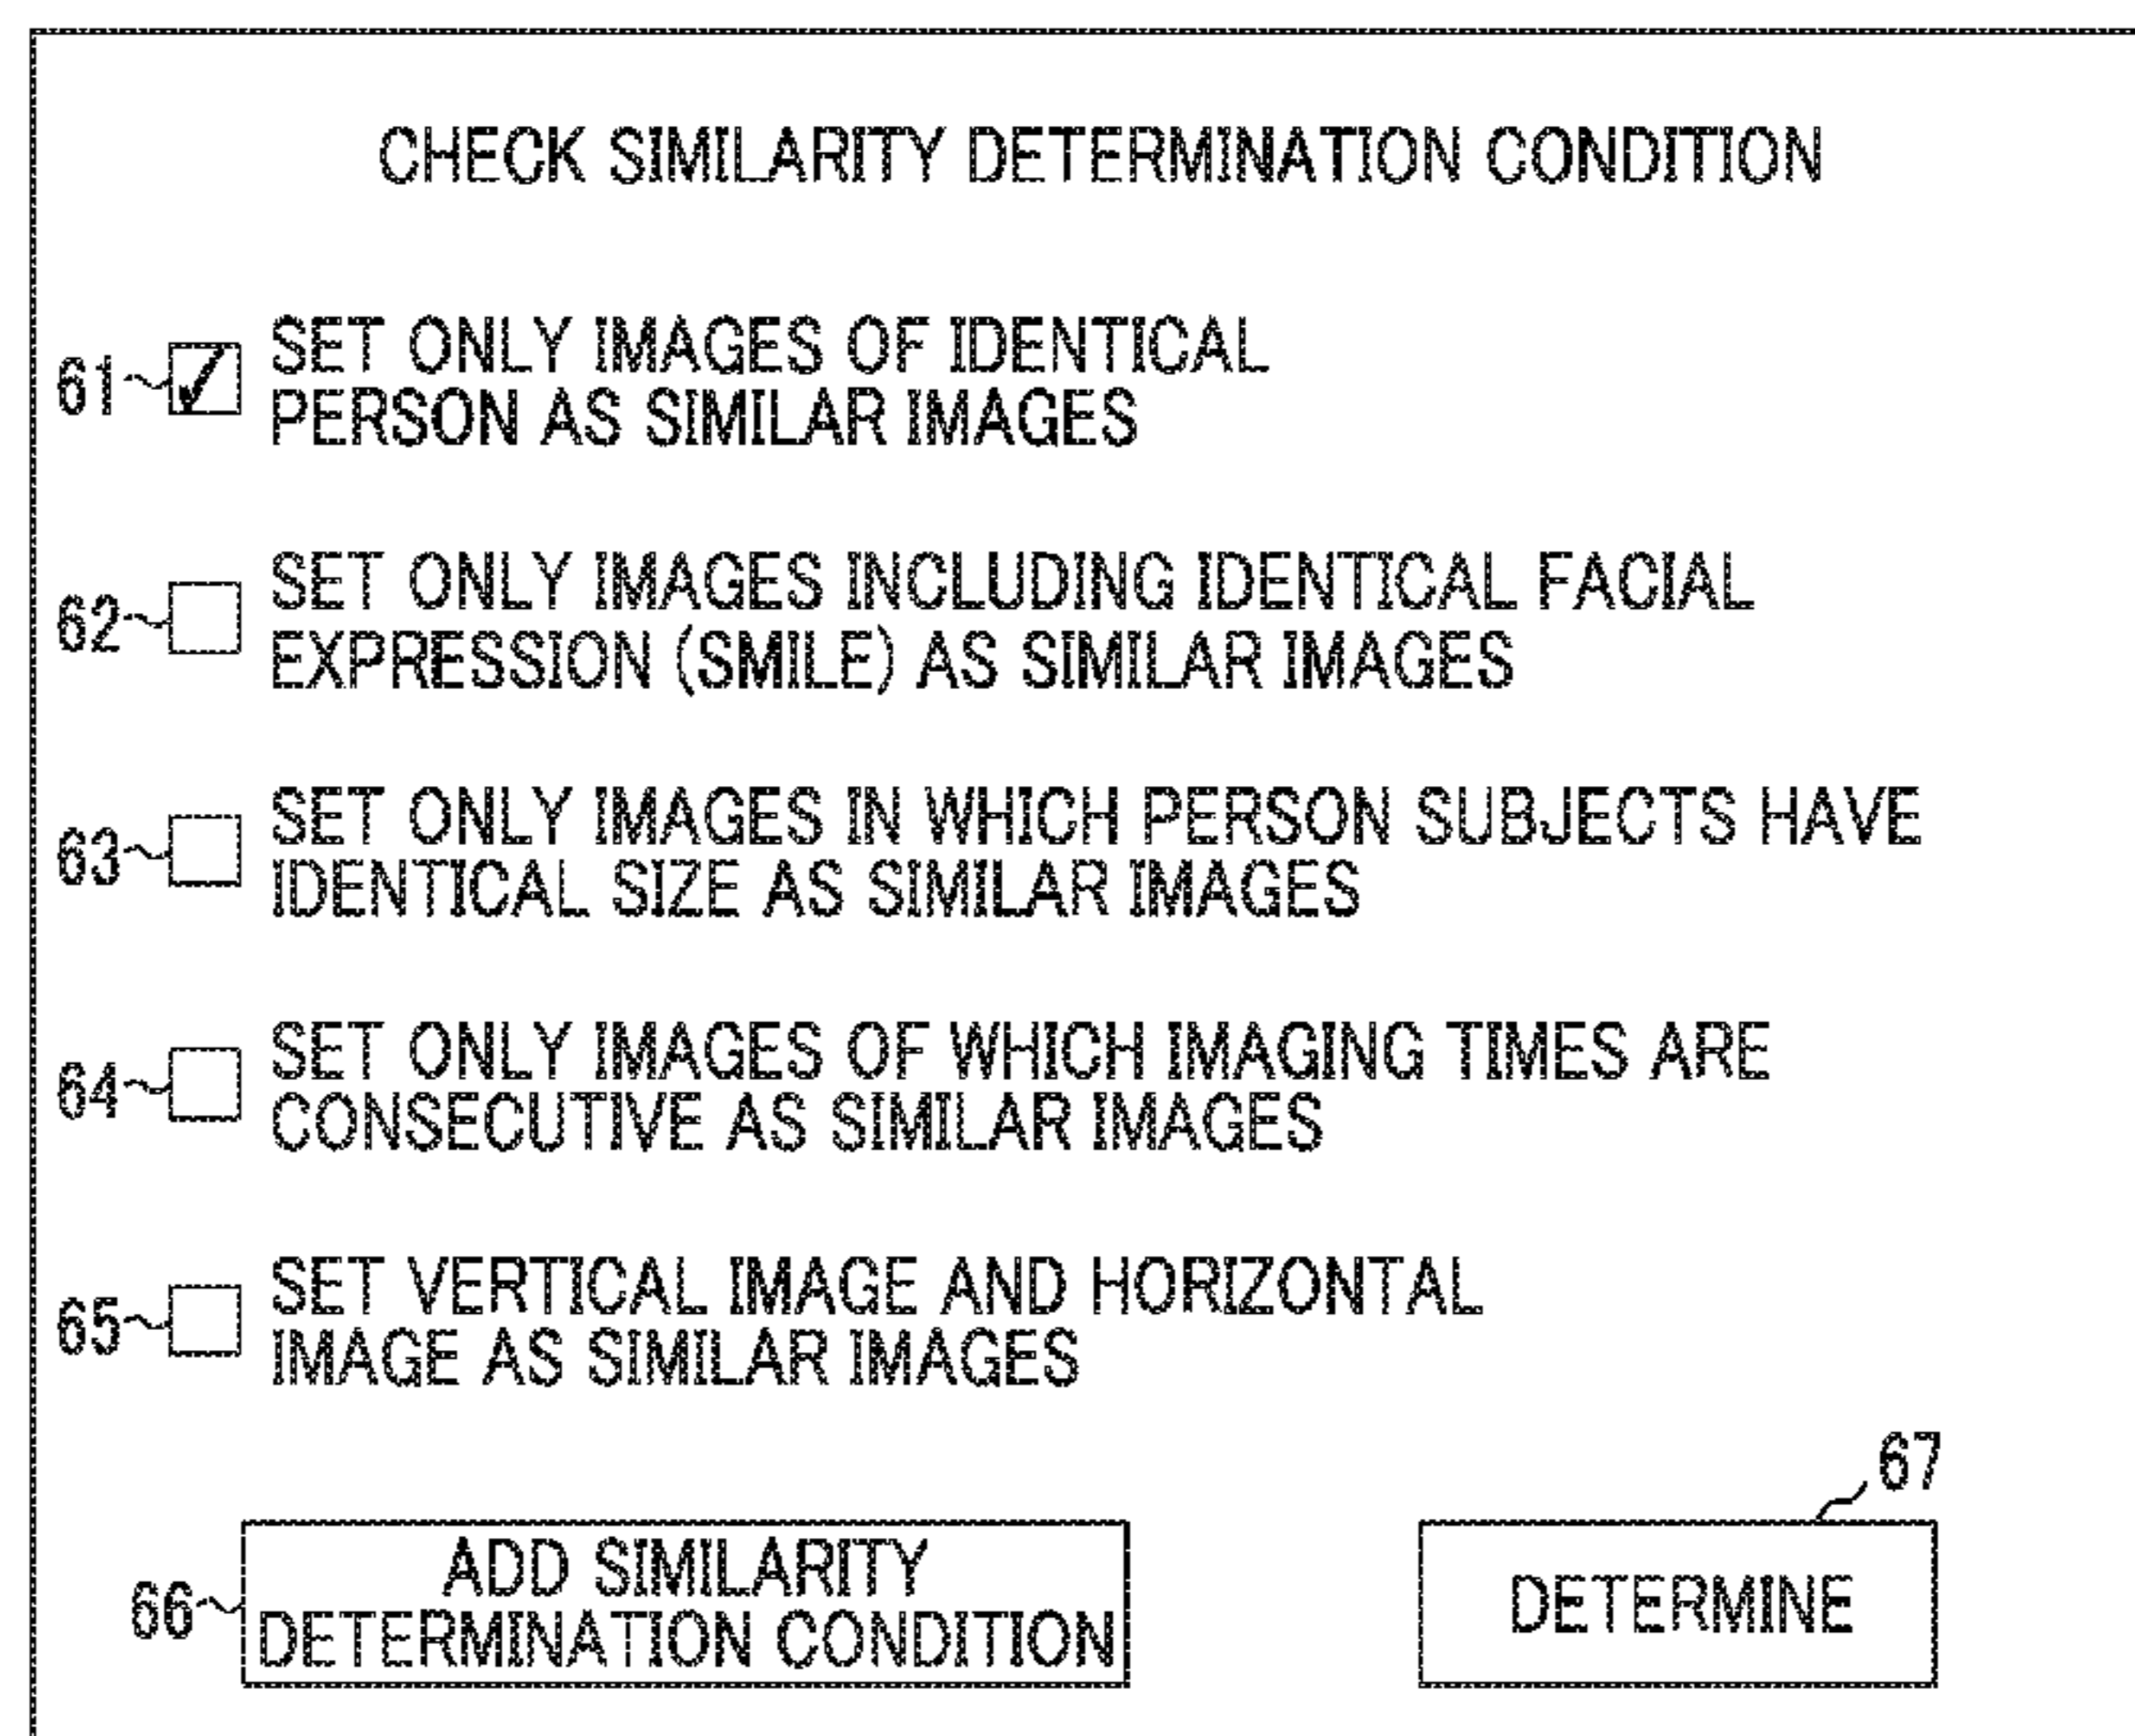 CHECK SIMILARITY DETERMINATION CONDITION
61 SET ONLY IMAGES OF IDENTICAL
PERSON AS SIMILAR IMAGES
62 SET ONLY IMAGES INCLUDING IDENTICAL FACIAL
EXPRESSION (SMILE) AS SIMILAR IMAGES
63 SET ONLY IMAGES IN WHICH PERSON SUBJECTS HAVE
IDENTICAL SIZE AS SIMILAR IMAGES
64 SET ONLY IMAGES OF WHICH IMAGING TIMES ARE
CONSECUTIVE AS SIMILAR IMAGES
65 SET VERTICAL IMAGE AND HORIZONTAL
IMAGE AS SIMILAR IMAGES
67
66 ADD SIMILARITY
DETERMINATION CONDITION
DETERMINE